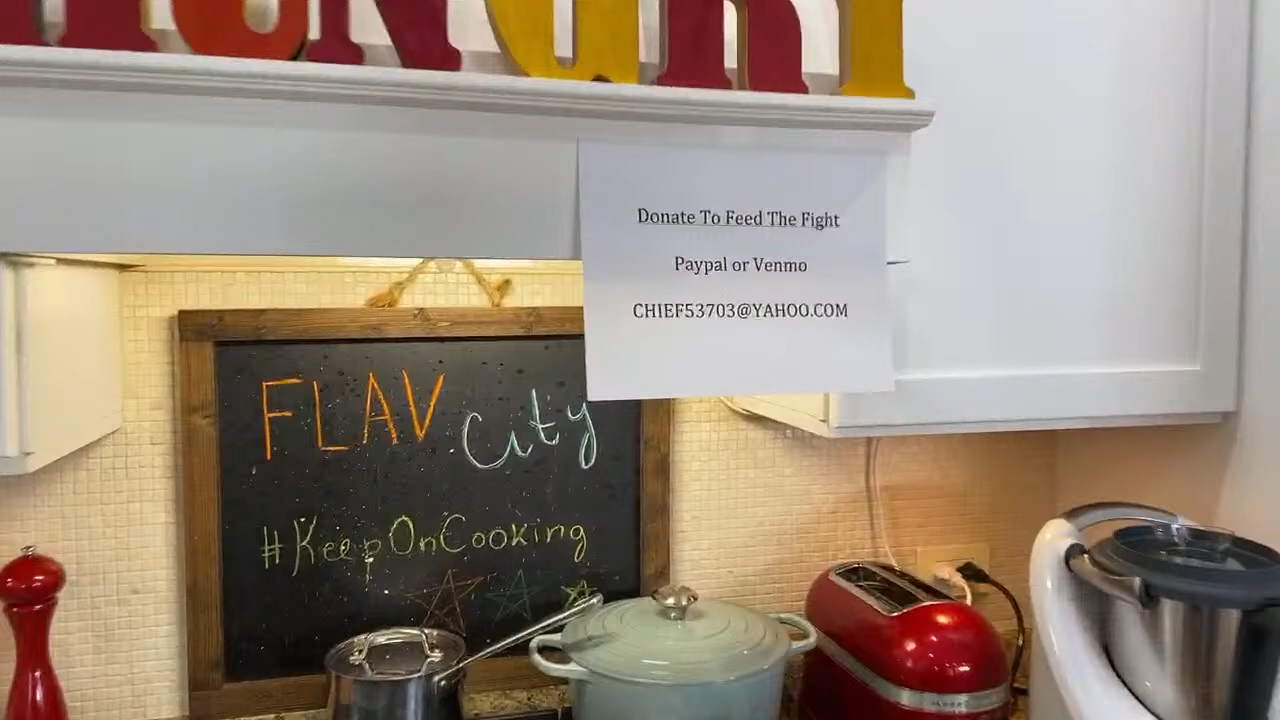 Donate To Feed The Fight
Paypal or Venmo
CHIEF53703@YAHOO.COM
FLAV City
#KeepOnCooking